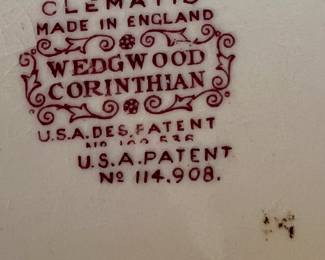 CLEMATIS
MADE IN ENGLAND
WEDGWOOD
CORINTHIAN
U.S.A. DES. PATENT
U.S.A. PATENT
No 114,908.